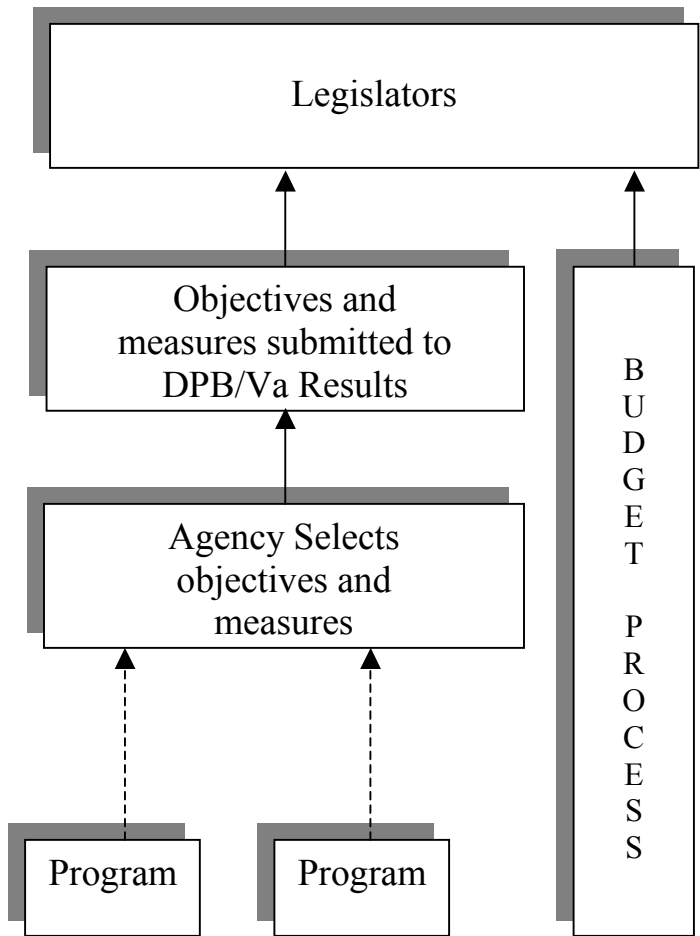 Legislators
Objectives and
measures submitted to
DPB/Va Results
Agency Selects
objectives and
measures
Program
Program
B
U
D
G
E
T
P
R
O
C
E
S
S